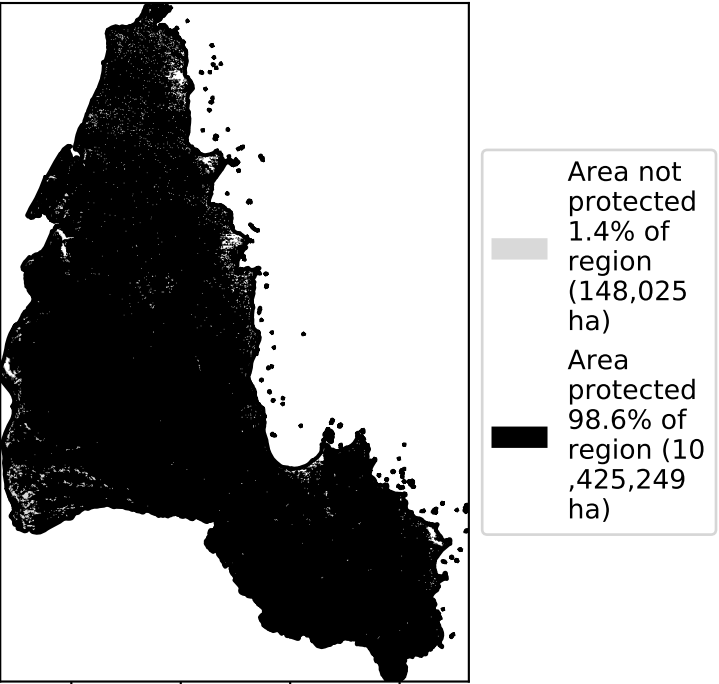 Area not
protected
1.4% of
region
(148,025
ha)
Area
protected
98.6% of
region (10
,425,249
ha)